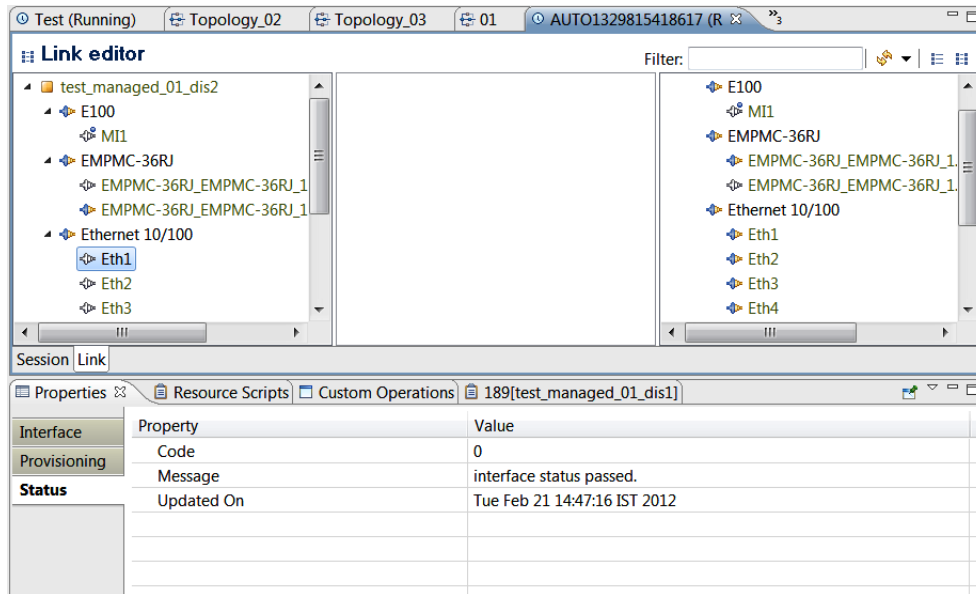 Test (Running) Topology_02 Topology_03 01 AUTO1329815418617 (R »3
Link editor Filter:
test_managed_01_dis2
E100
MI1
EMPMC-36RJ
EMPMC-36RJ_EMPMC-36RJ_1
EMPMC-36RJ_EMPMC-36RJ_1
Ethernet 10/100
Eth1
Eth2
Eth3
E100
MI1
EMPMC-36RJ
EMPMC-36RJ_EMPMC-36RJ_1.
EMPMC-36RJ_EMPMC-36RJ_1.
Ethernet 10/100
Eth1
Eth2
Eth3
Eth4
Session Link
Properties Resource Scripts Custom Operations 189[test_managed_01_dis1]
Interface
Provisioning
Status
Property Value
Code 0
Message interface status passed.
Updated On Tue Feb 21 14:47:16 IST 2012